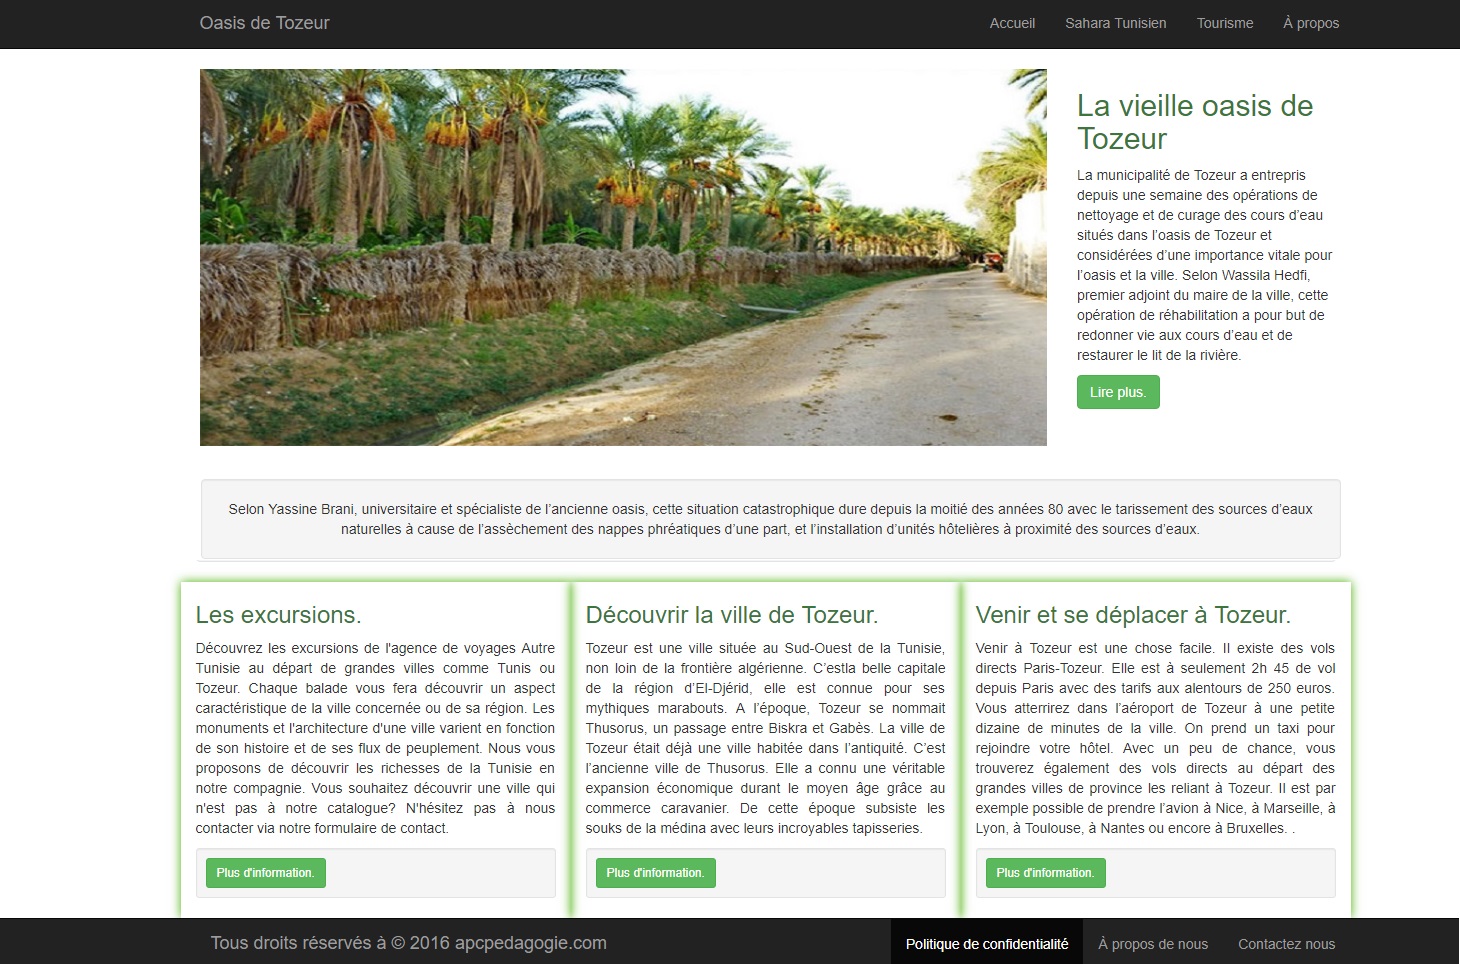 Oasis de Tozeur
Accueil
Sahara Tunisien
Tourisme
À propos
La vieille oasis de
Tozeur
La municipalité de Tozeur a entrepris
depuis une semaine des opérations de
nettoyage et de curage des cours d’eau
situés dans l’oasis de Tozeur et
considérées d’une importance vitale pour
l’oasis et la ville. Selon Wassila Hedfi,
premier adjoint du maire de la ville, cette
opération de réhabilitation a pour but de
redonner vie aux cours d’eau et de
restaurer le lit de la rivière.
Lire plus.
Selon Yassine Brani, universitaire et spécialiste de l’ancienne oasis, cette situation catastrophique dure depuis la moitié des années 80 avec le tarissement des sources d’eaux
naturelles à cause de l’assèchement des nappes phréatiques d’une part, et l’installation d’unités hôtelières à proximité des sources d’eaux.
Les excursions.
Découvrez les excursions de l'agence de voyages Autre
Tunisie au départ de grandes villes comme Tunis ou
Tozeur. Chaque balade vous fera découvrir un aspect
caractéristique de la ville concernée ou de sa région. Les
monuments et l'architecture d'une ville varient en fonction
de son histoire et de ses flux de peuplement. Nous vous
proposons de découvrir les richesses de la Tunisie en
notre compagnie. Vous souhaitez découvrir une ville qui
n'est pas à notre catalogue? N'hésitez pas à nous
contacter via notre formulaire de contact.
Plus d'information.
Découvrir la ville de Tozeur.
Tozeur est une ville située au Sud-Ouest de la Tunisie,
non loin de la frontière algérienne. C’estla belle capitale
de la région d’El-Djérid, elle est connue pour ses
mythiques marabouts. A l’époque, Tozeur se nommait
Thusorus, un passage entre Biskra et Gabès. La ville de
Tozeur était déjà une ville habitée dans l’antiquité. C’est
l’ancienne ville de Thusorus. Elle a connu une véritable
expansion économique durant le moyen âge grâce au
commerce caravanier. De cette époque subsiste les
souks de la médina avec leurs incroyables tapisseries.
Plus d'information.
Venir et se déplacer à Tozeur.
Venir à Tozeur est une chose facile. Il existe des vols
directs Paris-Tozeur. Elle est à seulement 2h 45 de vol
depuis Paris avec des tarifs aux alentours de 250 euros.
Vous atterrirez dans l’aéroport de Tozeur à une petite
dizaine de minutes de la ville. On prend un taxi pour
rejoindre votre hôtel. Avec un peu de chance, vous
trouverez également des vols directs au départ des
grandes villes de province les reliant à Tozeur. Il est par
exemple possible de prendre l’avion à Nice, à Marseille, à
Lyon, à Toulouse, à Nantes ou encore à Bruxelles. .
Plus d'information.
Tous droits réservés à © 2016 apcpedagogie.com
Politique de confidentialité
À propos de nous
Contactez nous